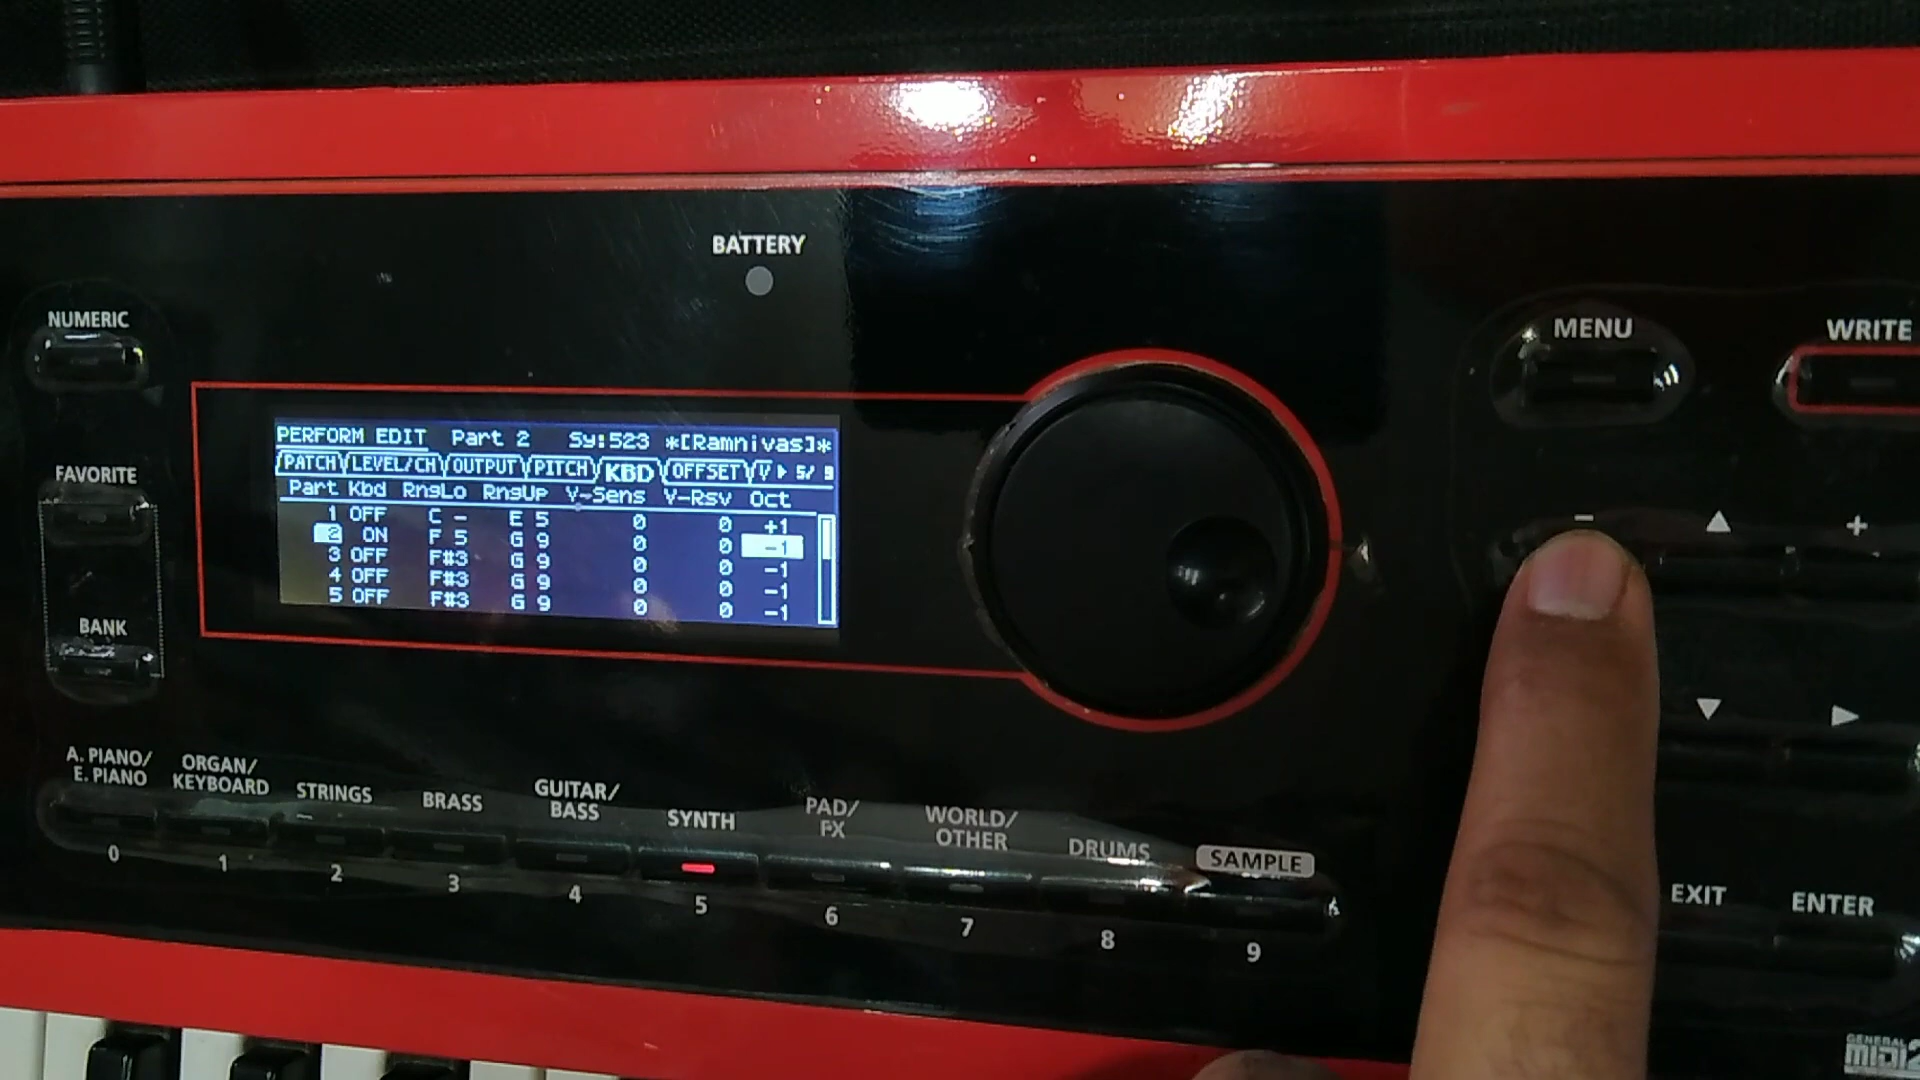 BATTERY
NUMERIC
MENU
WRITE
PERFORM EDIT Part 2 Sy:523 *[Ramnivas]*
PATCH LEVEL/CH OUTPUT PITCH KBD OFFSET V 5/ 9
Part Kbd RngLo RngUp V-Sens V-Rsv Oct
1 OFF C - E 5 0 0 +1
2 ON F 5 G 9 0 0 -1
3 OFF F#3 G 9 0 0 -1
4 OFF F#3 G 9 0 0 -1
5 OFF F#3 G 9 0 0 -1
FAVORITE
BANK
- ▲ +
▼ ▶
A. PIANO/
E. PIANO
ORGAN/
KEYBOARD
STRINGS
BRASS
GUITAR/
BASS
SYNTH
PAD/
FX
WORLD/
OTHER
DRUMS
SAMPLE
0 1 2 3 4 5 6 7 8 9
EXIT
ENTER
GENERAL
MIDI2